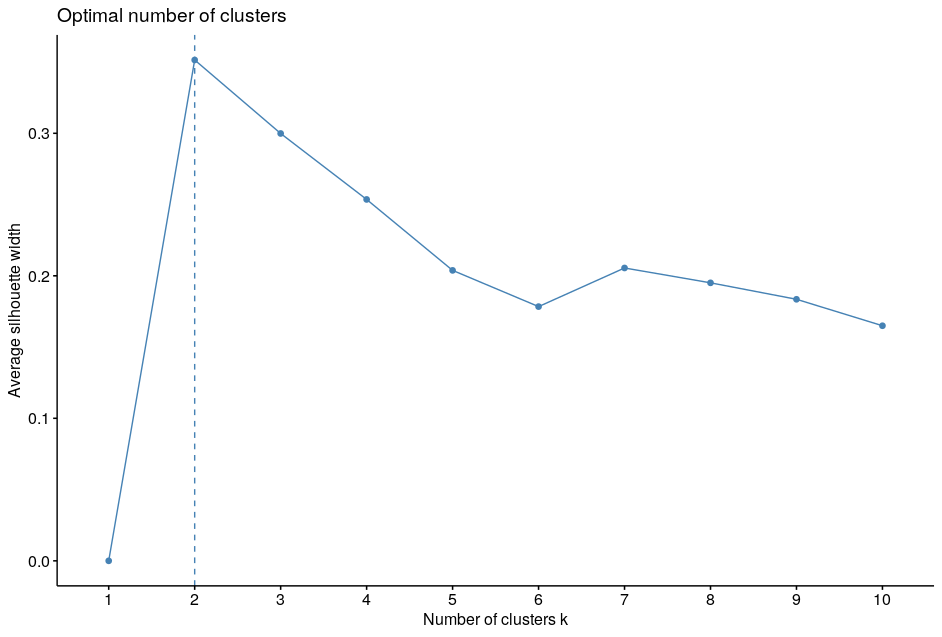 Optimal number of clusters
Average silhouette width
0.3
0.2
0.1
0.0
1 2 3 4 5 6 7 8 9 10
Number of clusters k